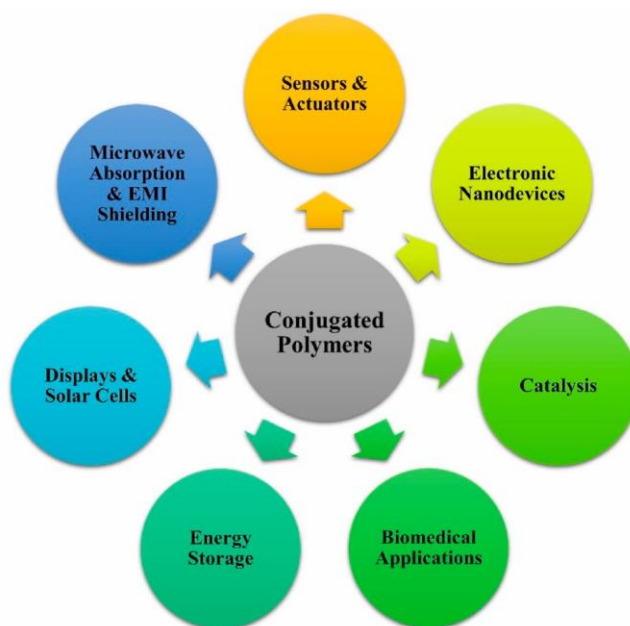 Sensors &
Actuators
Electronic
Nanodevices
Catalysis
Biomedical
Applications
Energy
Storage
Displays &
Solar Cells
Microwave
Absorption
& EMI
Shielding
Conjugated
Polymers